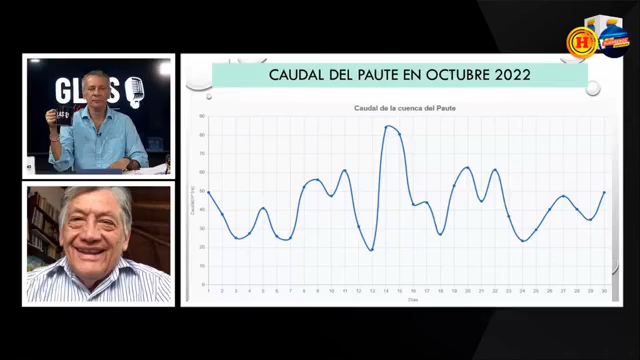 H
GLAS
GLAS
CAUDAL DEL PAUTE EN OCTUBRE 2022
Caudal de la cuenca del Paute
90
80
70
60
50
40
30
20
10
0
1 2 3 4 5 6 7 8 9 10 11 12 13 14 15 16 17 18 19 20 21 22 23 24 25 26 27 28 29 30
Días